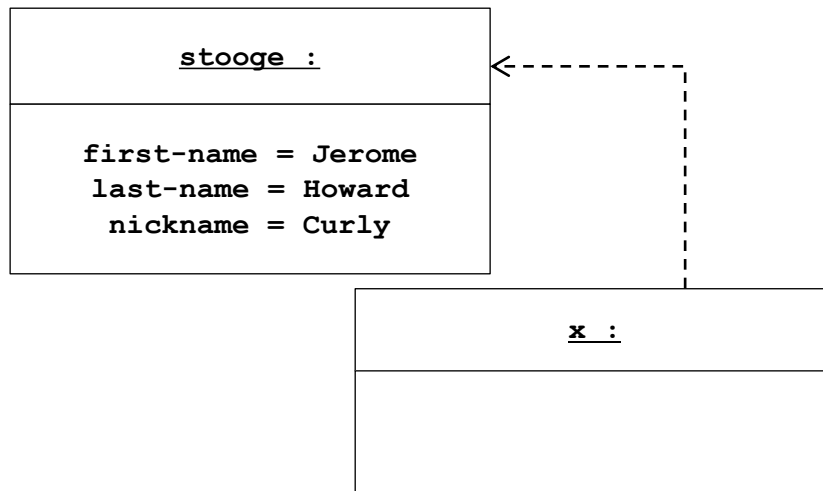 stooge :
first-name = Jerome
last-name = Howard
nickname = Curly
x :